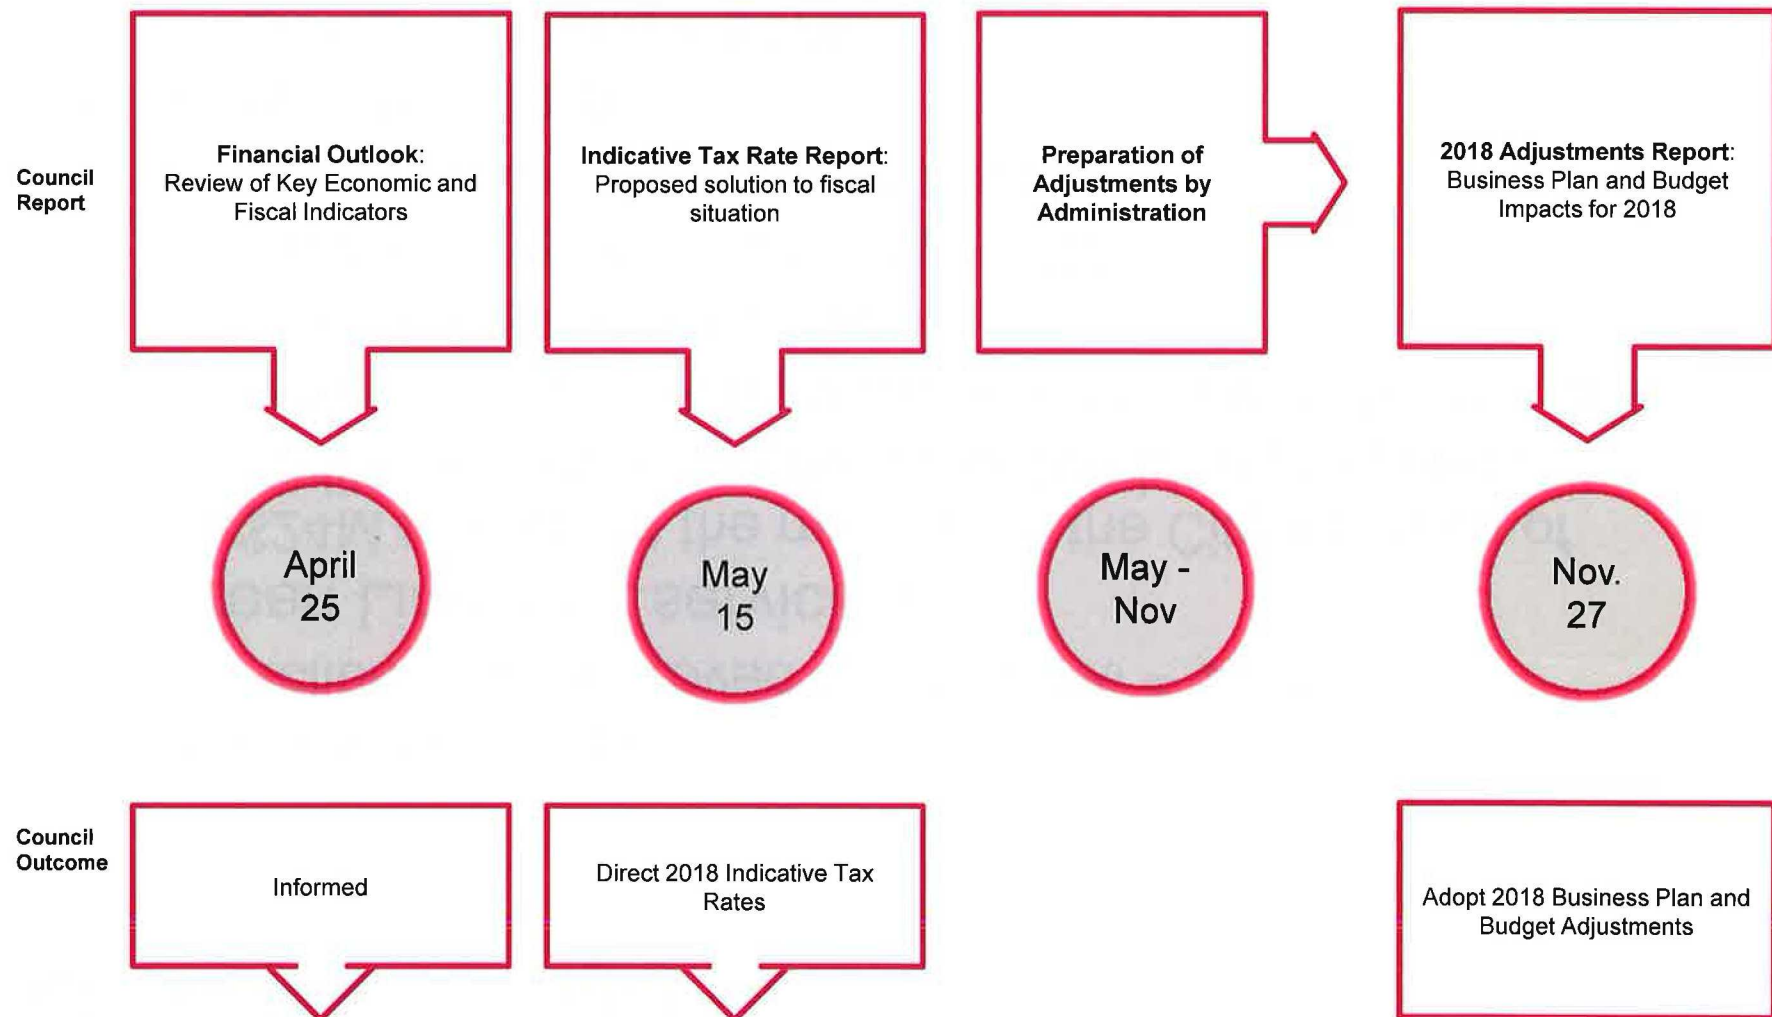 Council
Report
Financial Outlook:
Review of Key Economic and
Fiscal Indicators
Indicative Tax Rate Report:
Proposed solution to fiscal
situation
Preparation of
Adjustments by
Administration
2018 Adjustments Report:
Business Plan and Budget
Impacts for 2018
April
25
May
15
May -
Nov
Nov.
27
Council
Outcome
Informed
Direct 2018 Indicative Tax
Rates
Adopt 2018 Business Plan and
Budget Adjustments